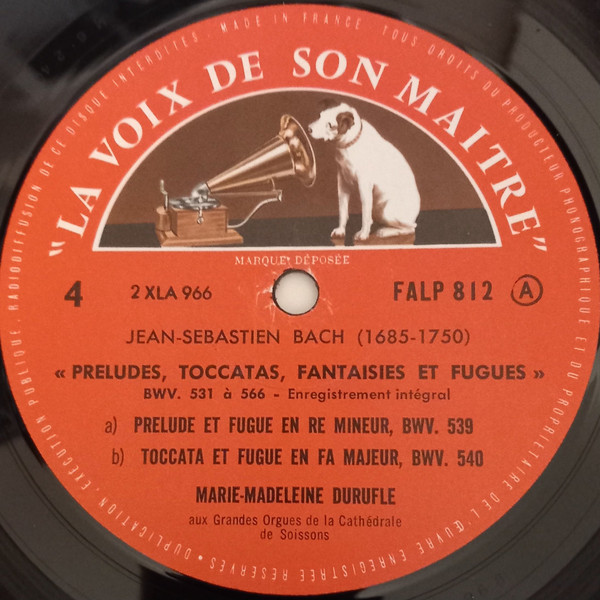 MADE IN FRANCE • TOUS DROITS DU PRODUCTEUR PHONOGRAPHIQUE ET DU PROPRIETAIRE DE L'ŒUVRE ENREGISTREE RESERVES • DUPLICATION, EXECUTION PUBLIQUE, RADIODIFFUSION DE CE DISQUE INTERDITES •
"LA VOIX DE SON MAITRE"
MARQUE DÉPOSÉE
4 2 XLA 966 FALP 812 A
JEAN-SEBASTIEN BACH (1685-1750)
« PRELUDES, TOCCATAS, FANTAISIES ET FUGUES »
BWV. 531 à 566 - Enregistrement intégral
a) PRELUDE ET FUGUE EN RE MINEUR, BWV. 539
b) TOCCATA ET FUGUE EN FA MAJEUR, BWV. 540
MARIE-MADELEINE DURUFLE
aux Grandes Orgues de la Cathédrale
de Soissons